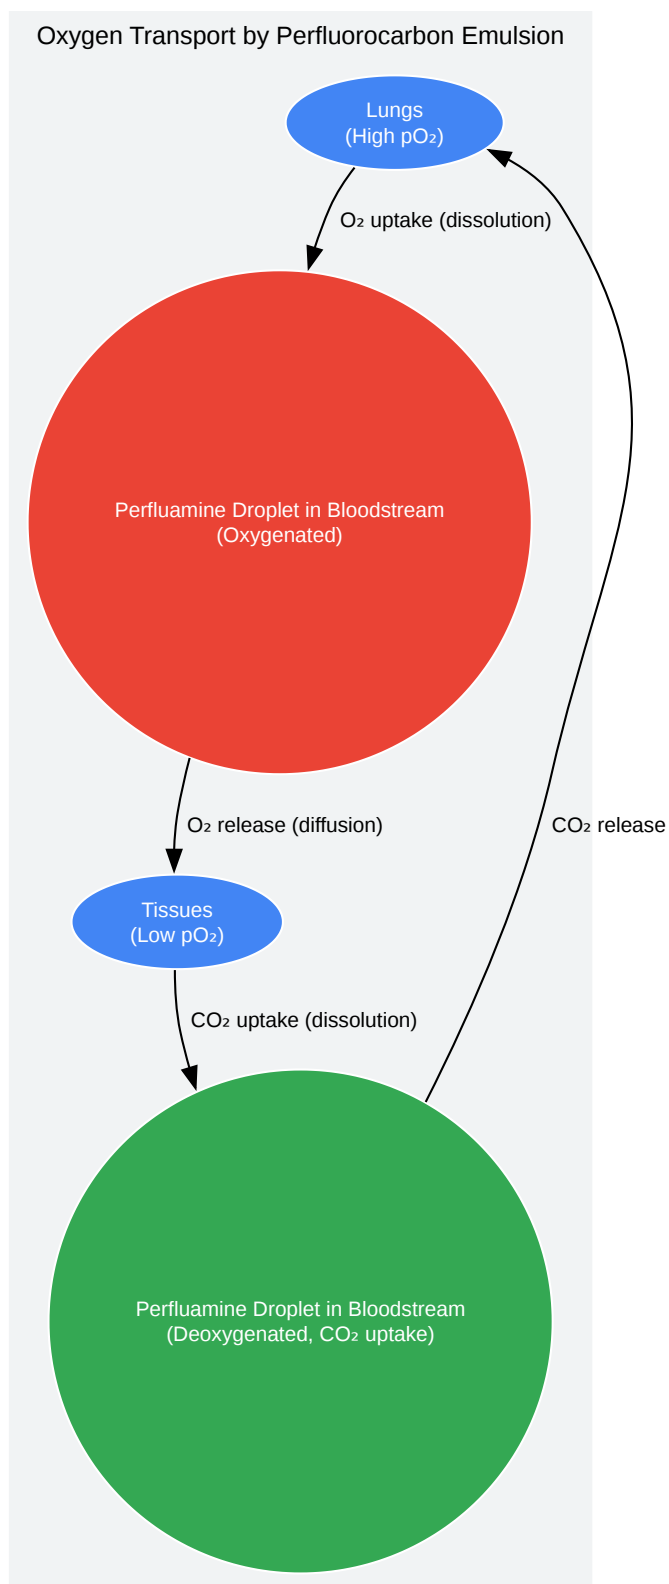 Oxygen Transport by Perfluorocarbon Emulsion
Lungs
(High pO₂)
O₂ uptake (dissolution)
Perfluamine Droplet in Bloodstream
(Oxygenated)
O₂ release (diffusion)
CO₂ release
Tissues
(Low pO₂)
CO₂ uptake (dissolution)
Perfluamine Droplet in Bloodstream
(Deoxygenated, CO₂ uptake)